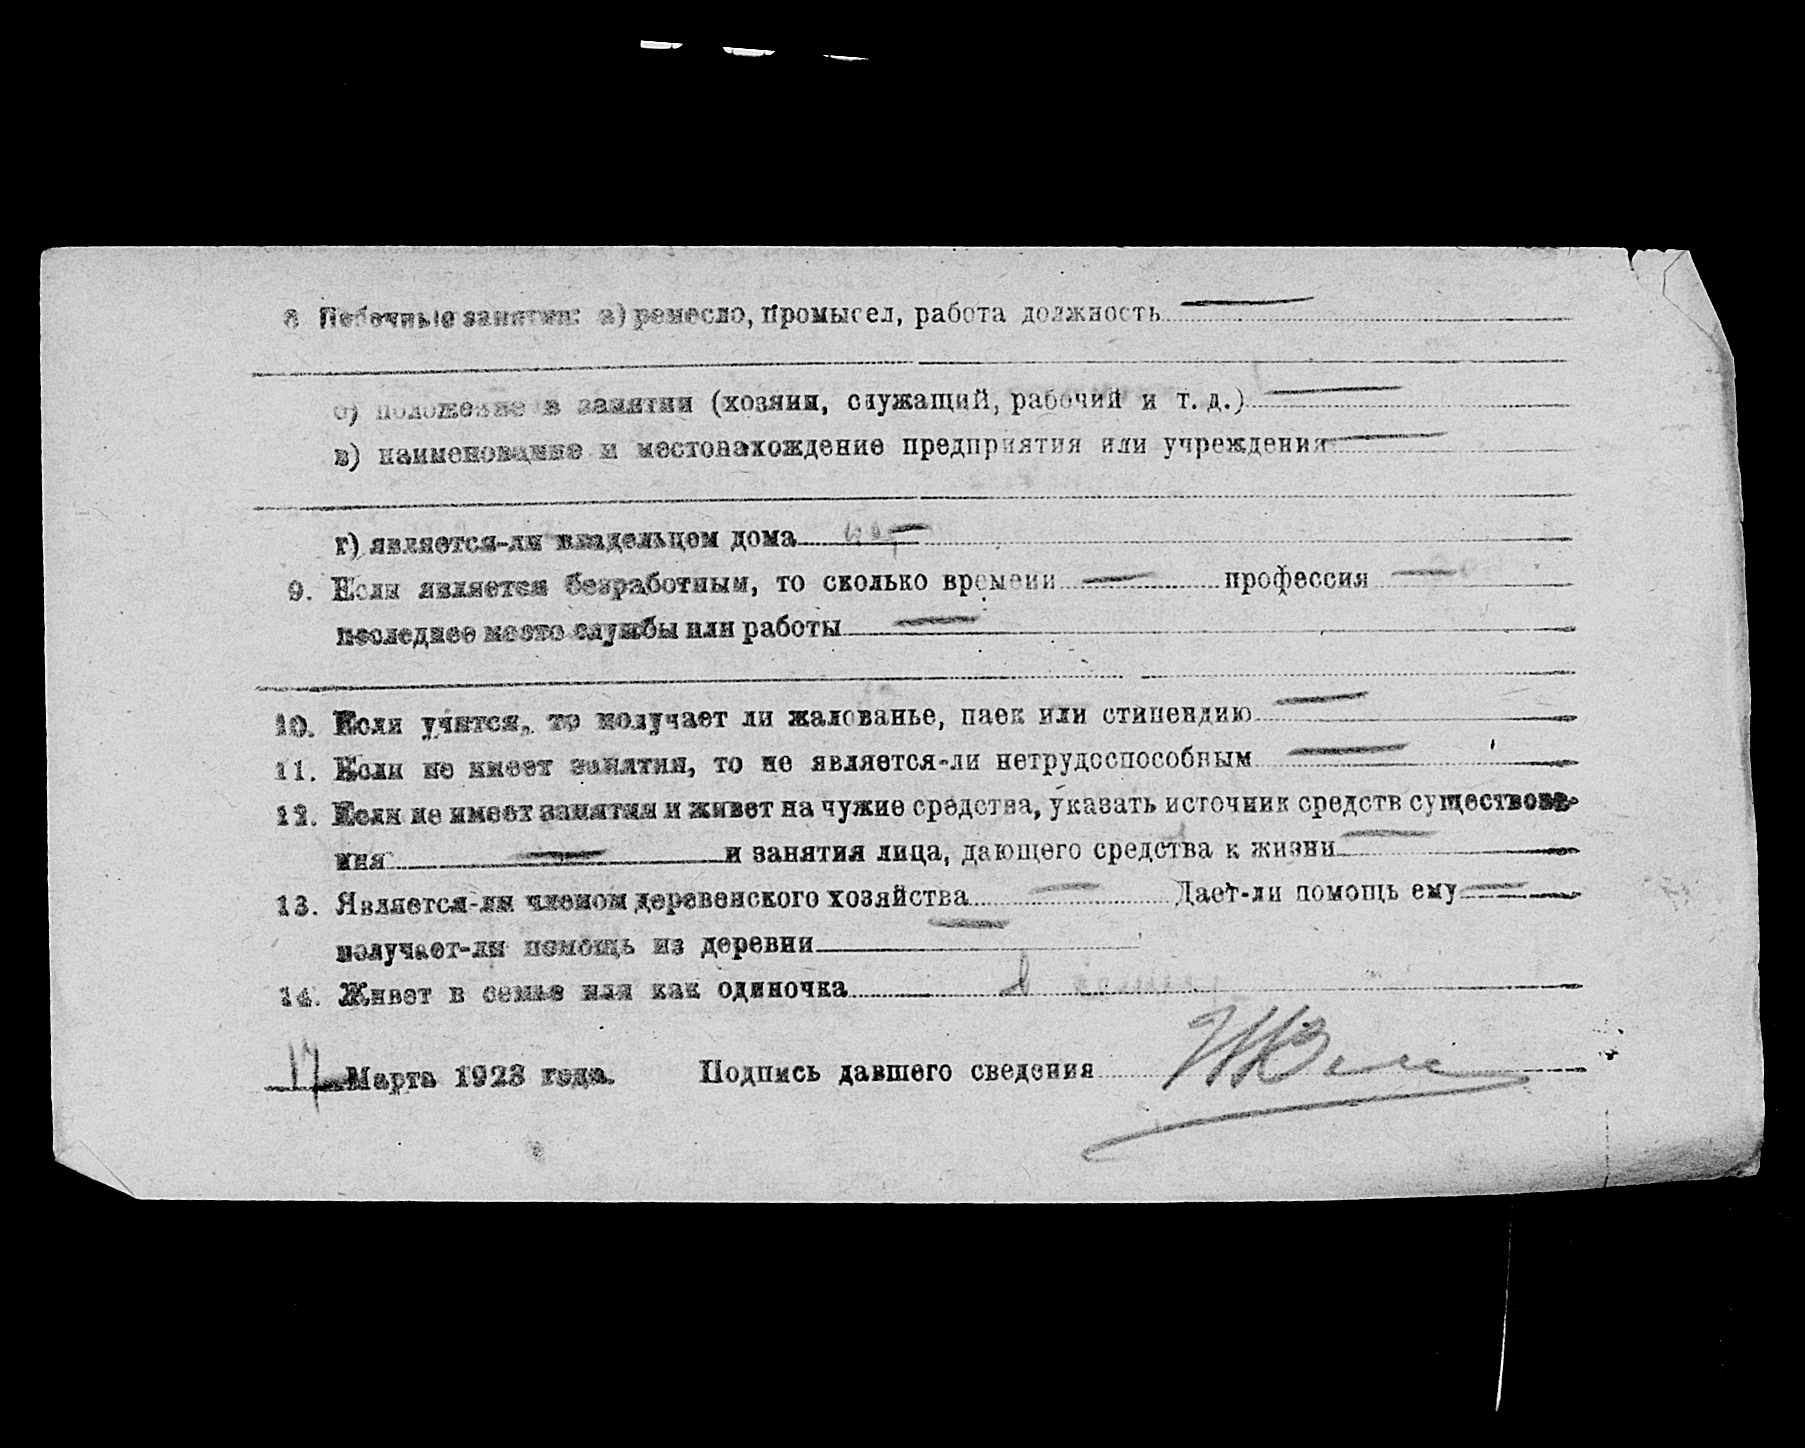 8 Побочные занятия: а) ремесло, промысел, работа должность —
б) положение в занятии (хозяин, служащий, рабочий и т. д.) —
в) наименование и местонахождение предприятия или учреждения —
г) является-ли владельцем дома —
9. Если является безработным, то сколько времени — профессия —
последнее место службы или работы —
10. Если учится, то получает ли жалованье, паек или стипендию —
11. Если не имеет занятия, то не является-ли нетрудоспособным —
12. Если не имеет занятия и живет на чужие средства, указать источник средств существова-
ния — и занятия лица, дающего средства к жизни —
13. Является-ли членом деревенского хозяйства — Дает-ли помощь ему —
получает-ли помощь из деревни —
14. Живет в семье или как одиночка в
17 Марта 1923 года. Подпись давшего сведения